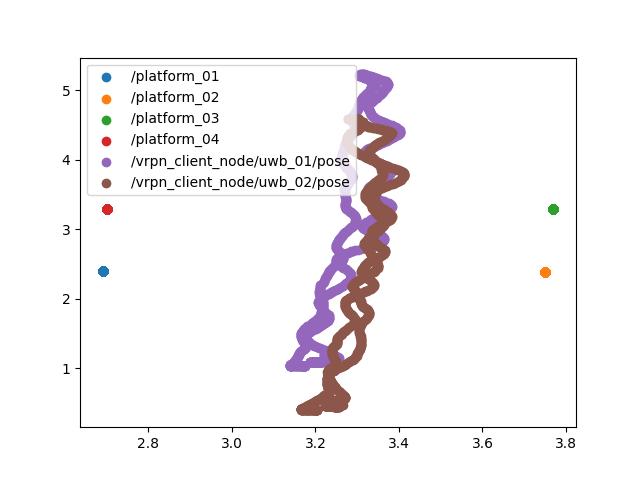 /platform_01
/platform_02
/platform_03
/platform_04
/vrpn_client_node/uwb_01/pose
/vrpn_client_node/uwb_02/pose
5
4
3
2
1
2.8 3.0 3.2 3.4 3.6 3.8